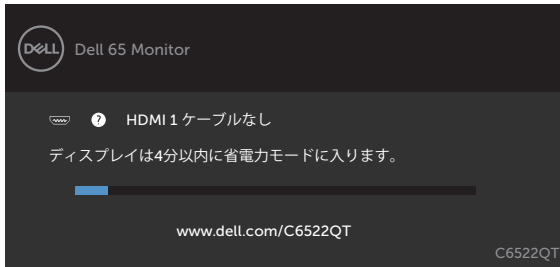 DELL Dell 65 Monitor
? HDMI 1 ケーブルなし
ディスプレイは4分以内に省電力モードに入ります。
www.dell.com/C6522QT
C6522QT